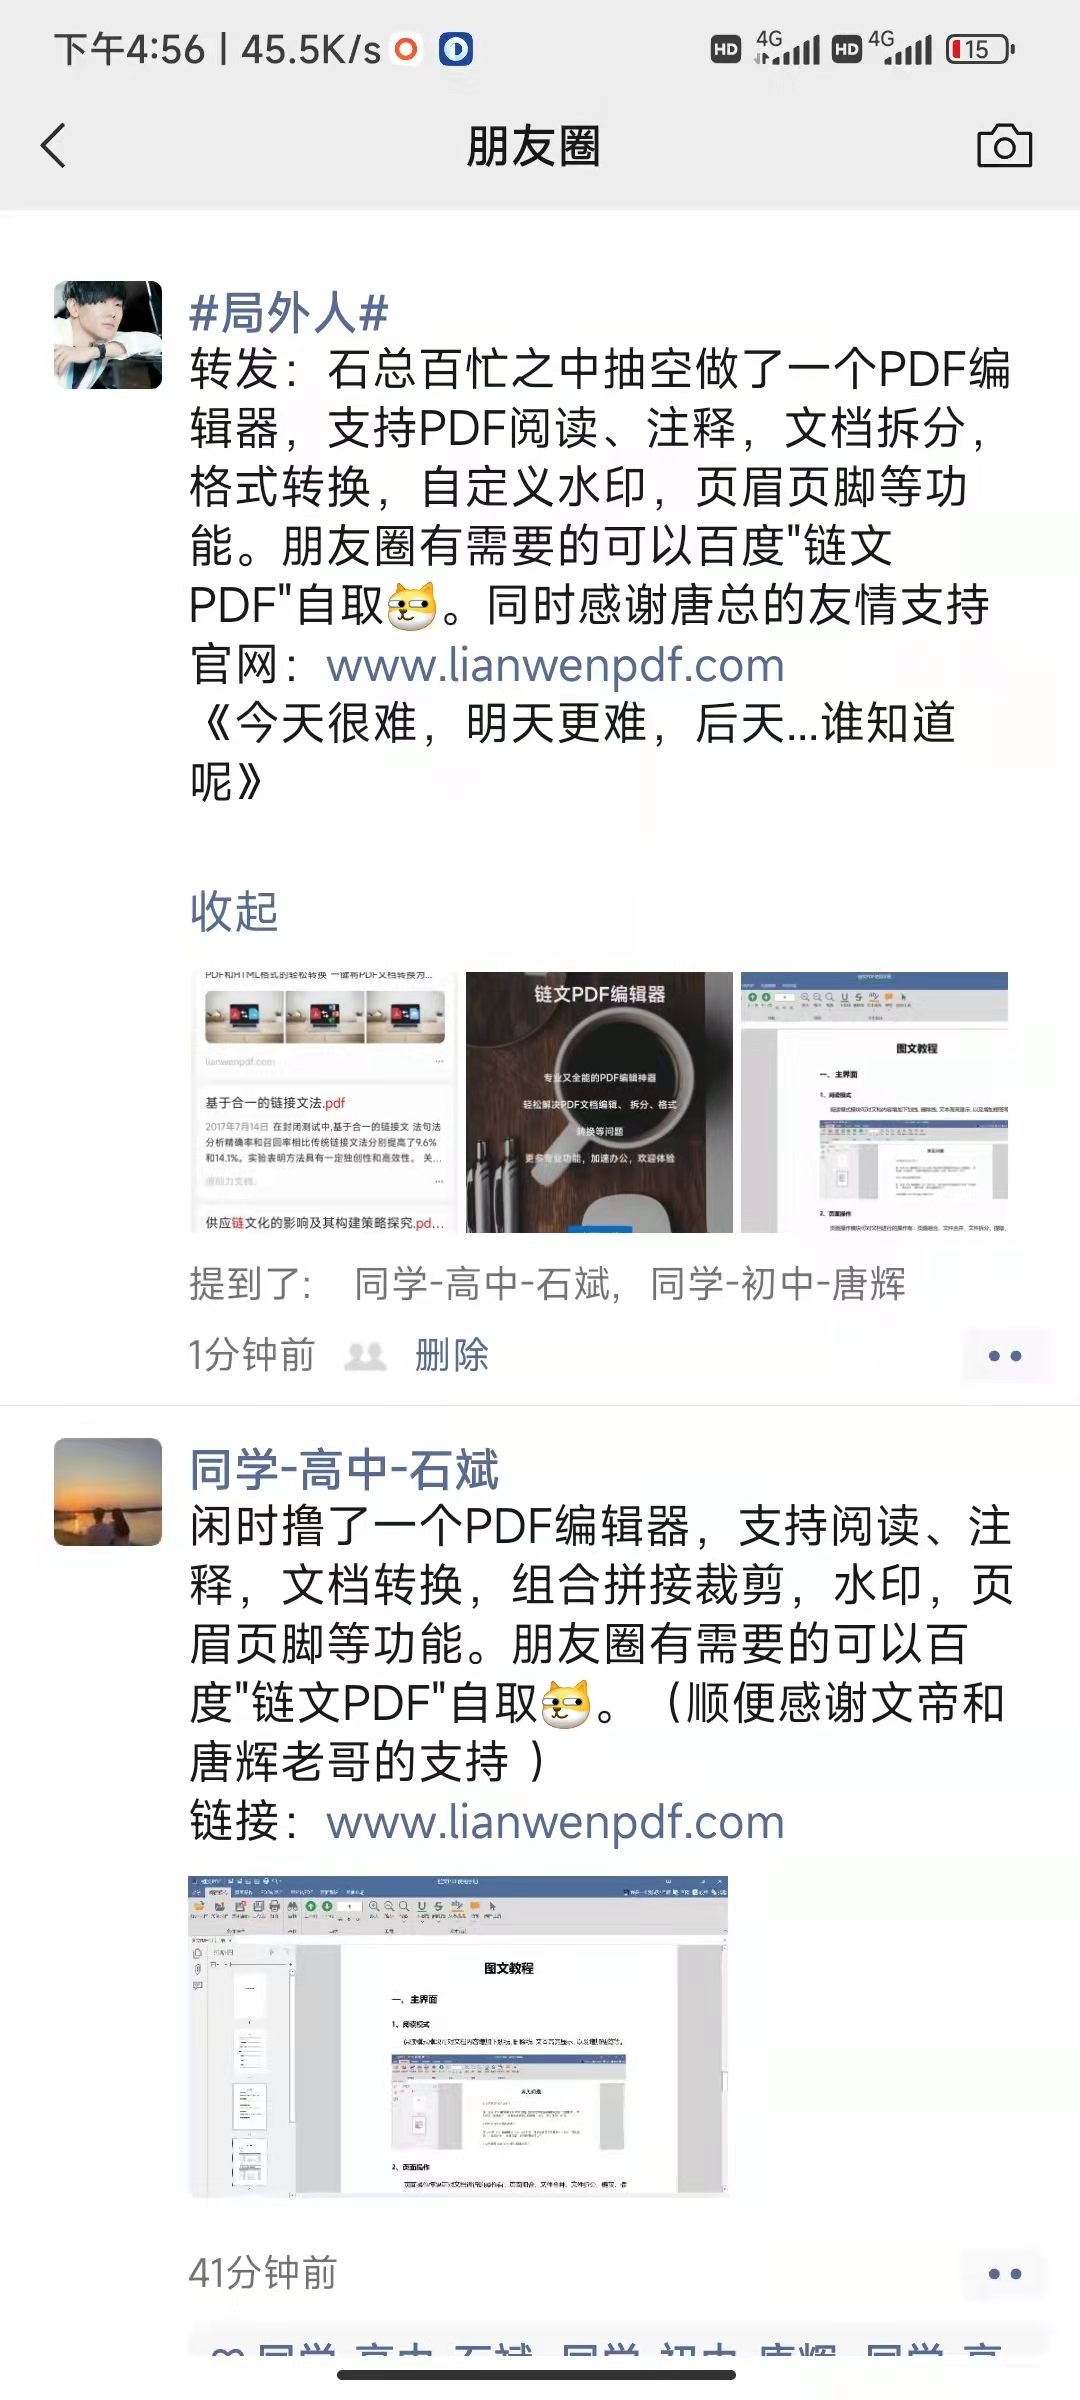 下午4:56 | 45.5K/s
HD 4G HD 4G 15
朋友圈
#局外人#
转发：石总百忙之中抽空做了一个PDF编
辑器，支持PDF阅读、注释，文档拆分，
格式转换，自定义水印，页眉页脚等功
能。朋友圈有需要的可以百度"链文
PDF"自取。同时感谢唐总的友情支持
官网：www.lianwenpdf.com
《今天很难，明天更难，后天...谁知道
呢》
收起
PDF和HTML格式的轻松转换 一键将PDF文档转换为...
lianwenpdf.com
基于合一的链接文法.pdf
2017年7月14日 在封闭测试中,基于合一的链接文 法句法
分析精确率和召回率相比传统链接文法分别提高了9.6%
和14.1%。实验表明方法具有一定独创性和高效性。 关...
供应链文化的影响及其构建策略探究.pd...
链文PDF编辑器
专业又全能的PDF编辑神器
轻松解决PDF文档编辑、拆分、格式
转换等问题
更多专业功能，加速办公，欢迎体验
图文教程
一、主界面
1、阅读模式
2、页面操作
提到了： 同学-高中-石斌， 同学-初中-唐辉
1分钟前 删除
同学-高中-石斌
闲时撸了一个PDF编辑器，支持阅读、注
释，文档转换，组合拼接裁剪，水印，页
眉页脚等功能。朋友圈有需要的可以百
度"链文PDF"自取。（顺便感谢文帝和
唐辉老哥的支持 ）
链接：www.lianwenpdf.com
图文教程
一、主界面
1、阅读模式
2、页面操作
41分钟前
同学-高中-石斌，同学-初中-唐辉，同学-高